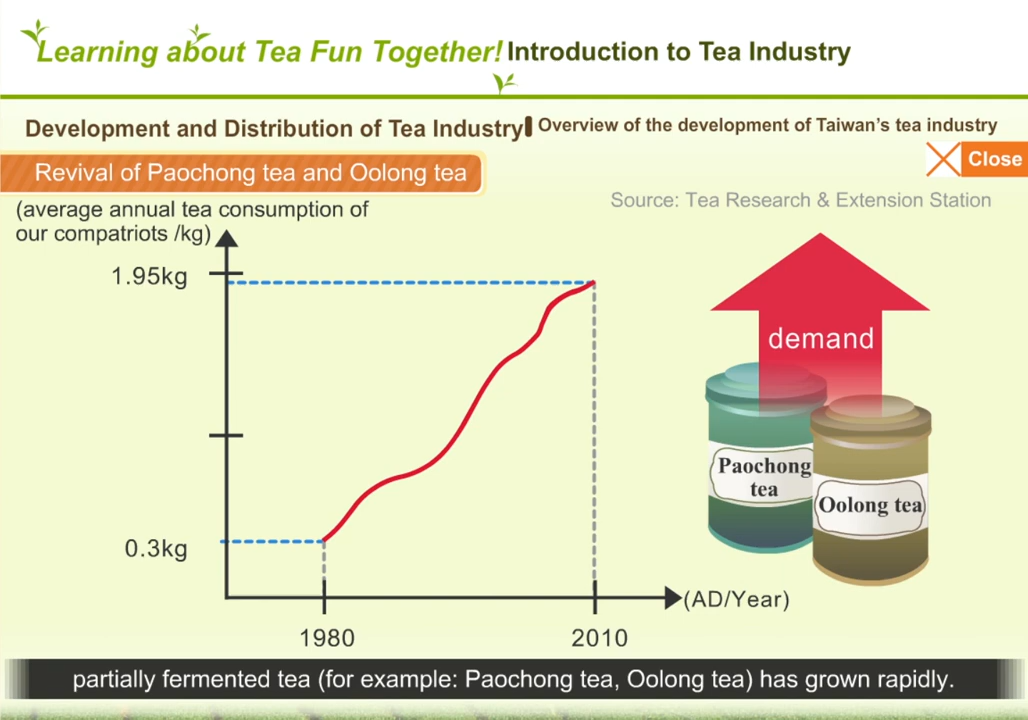 Learning about Tea Fun Together! Introduction to Tea Industry
Development and Distribution of Tea Industry Overview of the development of Taiwan's tea industry
Close
Revival of Paochong tea and Oolong tea
Source: Tea Research & Extension Station
(average annual tea consumption of
our compatriots /kg)
1.95kg
demand
Paochong
tea
Oolong tea
0.3kg
(AD/Year)
1980
2010
partially fermented tea (for example: Paochong tea, Oolong tea) has grown rapidly.